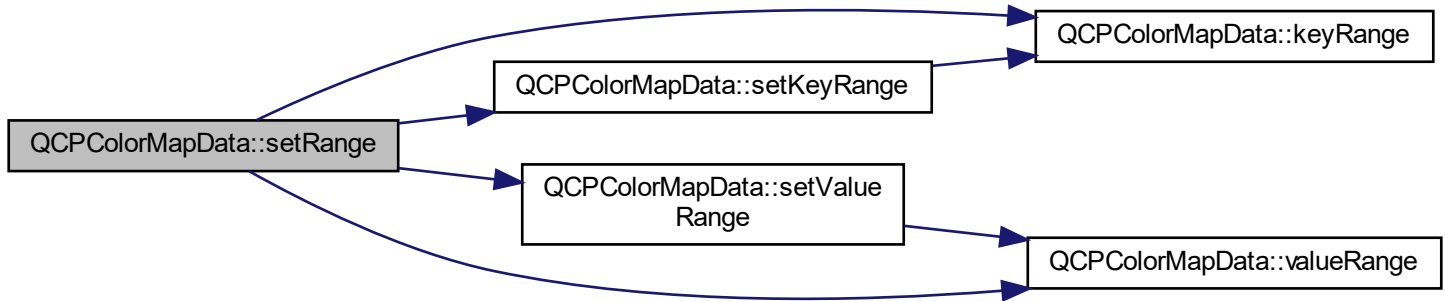 QCPColorMapData::setRange
QCPColorMapData::setKeyRange
QCPColorMapData::keyRange
QCPColorMapData::setValue
Range
QCPColorMapData::valueRange